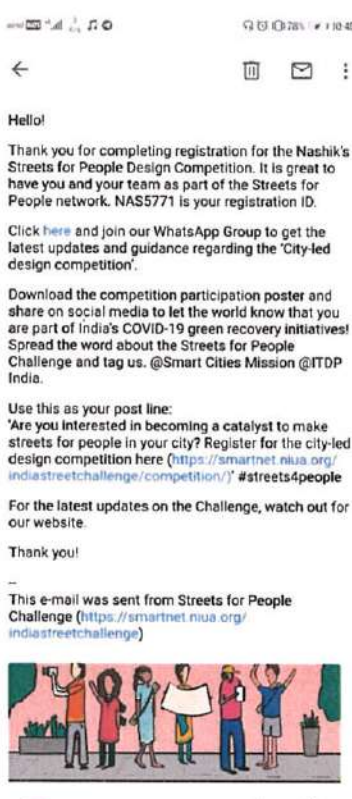 78% 10:45
Hello!
Thank you for completing registration for the Nashik's
Streets for People Design Competition. It is great to
have you and your team as part of the Streets for
People network. NAS5771 is your registration ID.
Click here and join our WhatsApp Group to get the
latest updates and guidance regarding the 'City-led
design competition'.
Download the competition participation poster and
share on social media to let the world know that you
are part of India's COVID-19 green recovery initiatives!
Spread the word about the Streets for People
Challenge and tag us. @Smart Cities Mission @ITDP
India.
Use this as your post line:
'Are you interested in becoming a catalyst to make
streets for people in your city? Register for the city-led
design competition here (https://smartnet.niua.org/
indiastreetchallenge/competition/)' #streets4people
For the latest updates on the Challenge, watch out for
our website.
Thank you!
--
This e-mail was sent from Streets for People
Challenge (https://smartnet.niua.org/
indiastreetchallenge)